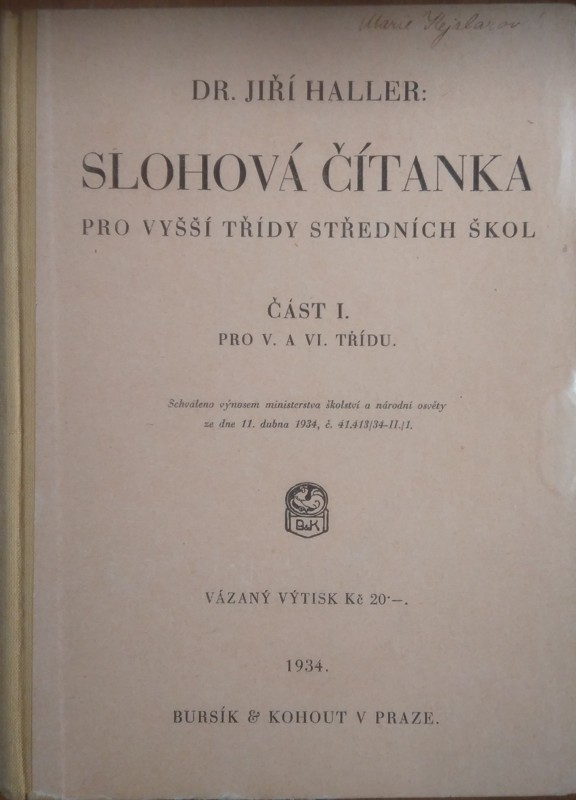 Marie
DR. JIŘÍ HALLER:
SLOHOVÁ ČÍTANKA
PRO VYŠŠÍ TŘÍDY STŘEDNÍCH ŠKOL
ČÁST I.
PRO V. A VI. TŘÍDU.
Schváleno výnosem ministerstva školství a národní osvěty
ze dne 11. dubna 1934, č. 41.413/34-II./1.
B&K
VÁZANÝ VÝTISK Kč 20·—.
1934.
BURSÍK & KOHOUT V PRAZE.